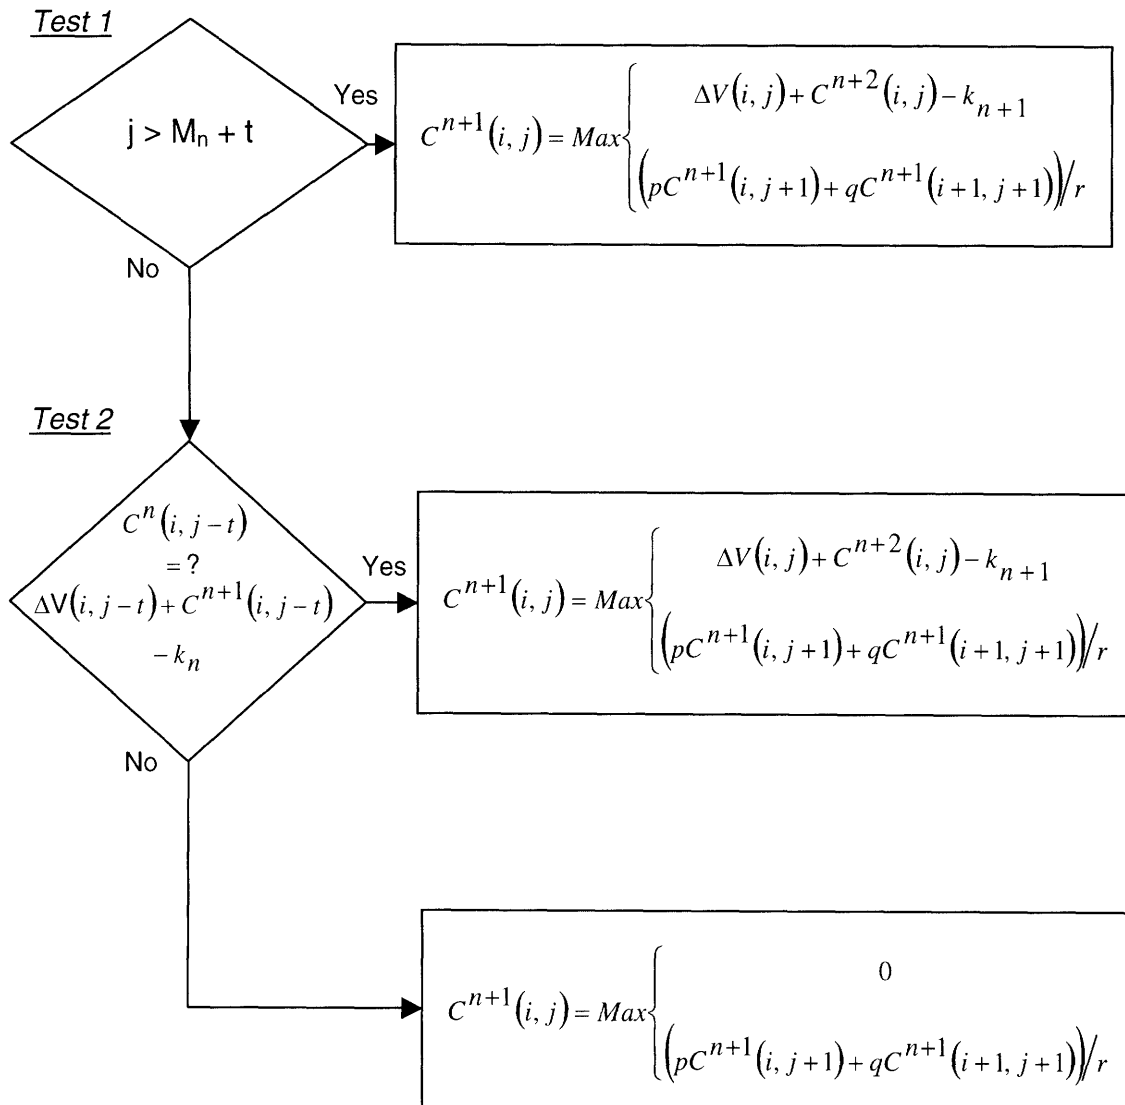 Test 1
j > Mₙ + t
Yes
C^{n+1}(i, j) = Max{
ΔV(i, j) + C^{n+2}(i, j) − k_{n+1}
(pC^{n+1}(i, j+1) + qC^{n+1}(i+1, j+1))/r
No
Test 2
C^n(i, j−t)
=?
ΔV(i, j−t) + C^{n+1}(i, j−t)
− k_n
Yes
C^{n+1}(i, j) = Max{
ΔV(i, j) + C^{n+2}(i, j) − k_{n+1}
(pC^{n+1}(i, j+1) + qC^{n+1}(i+1, j+1))/r
No
C^{n+1}(i, j) = Max{
0
(pC^{n+1}(i, j+1) + qC^{n+1}(i+1, j+1))/r